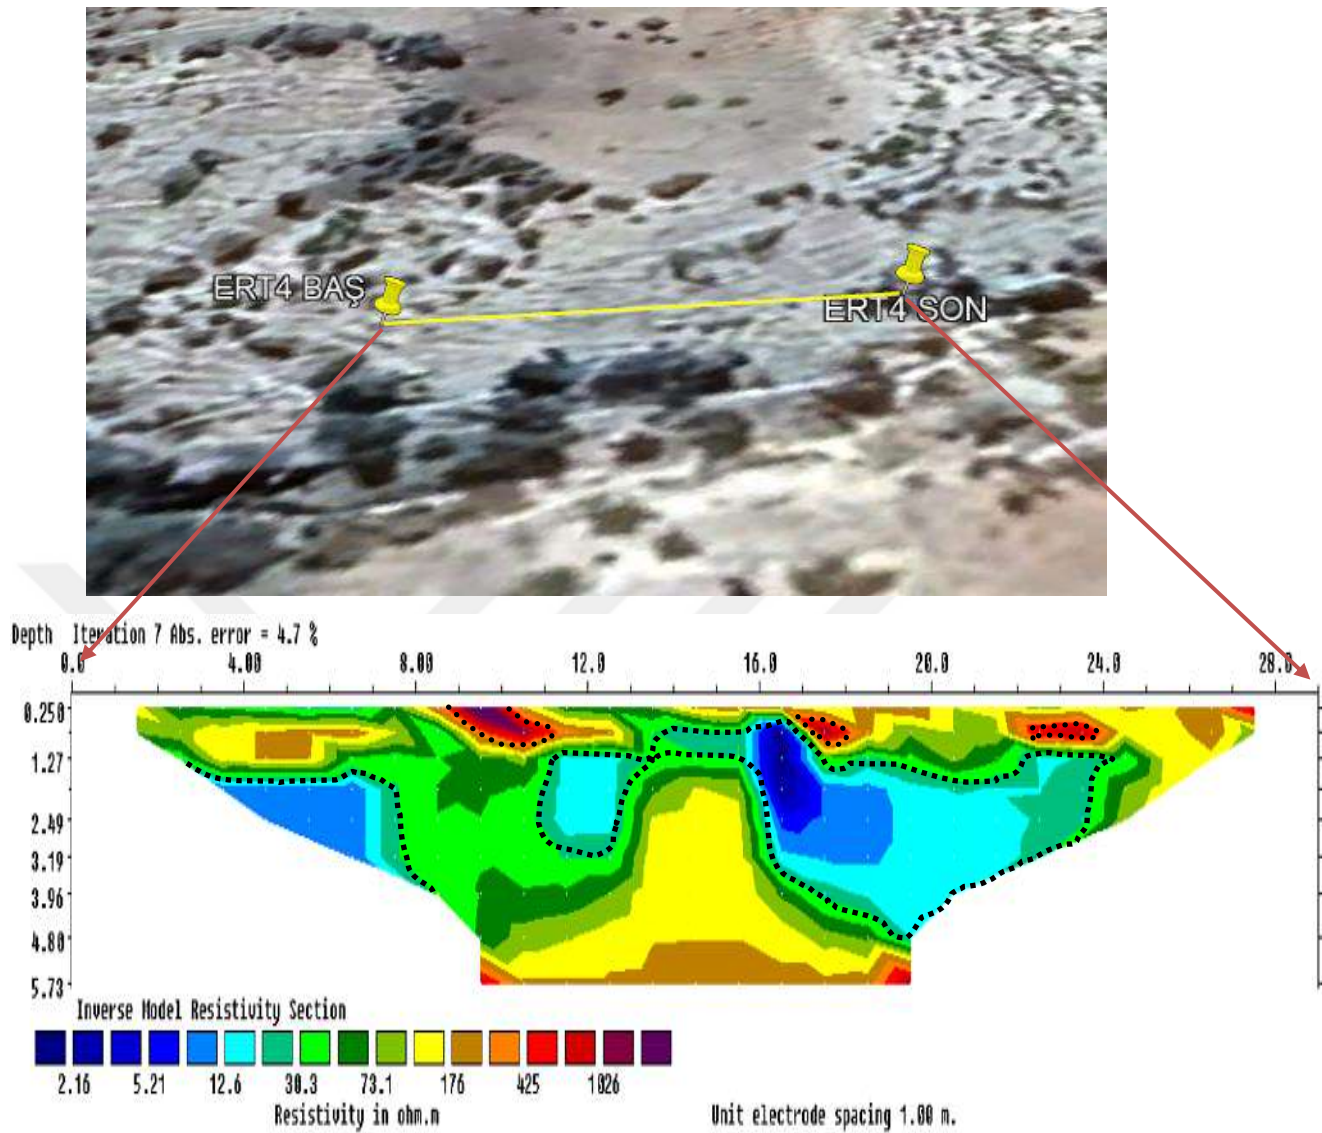 ERT4 BAŞ
ERT4 SON
Depth Iteration 7 Abs. error = 4.7 %
0.0 4.00 8.00 12.0 16.0 20.0 24.0 28.0
0.250
1.27
2.49
3.19
3.96
4.80
5.73
Inverse Model Resistivity Section
2.16 5.21 12.6 30.3 73.1 176 425 1026
Resistivity in ohm.m Unit electrode spacing 1.00 m.